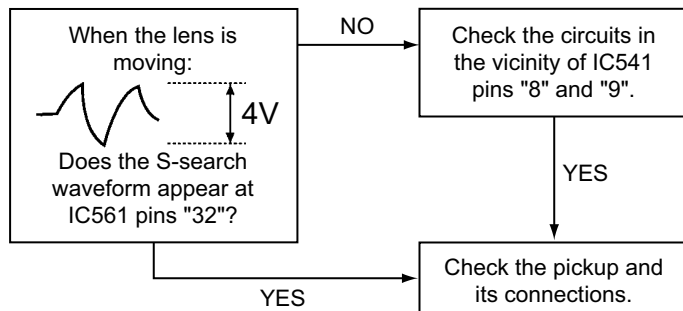 When the lens is
moving:
4V
Does the S-search
waveform appear at
IC561 pins "32"?
NO
Check the circuits in
the vicinity of IC541
pins "8" and "9".
YES
YES
Check the pickup and
its connections.